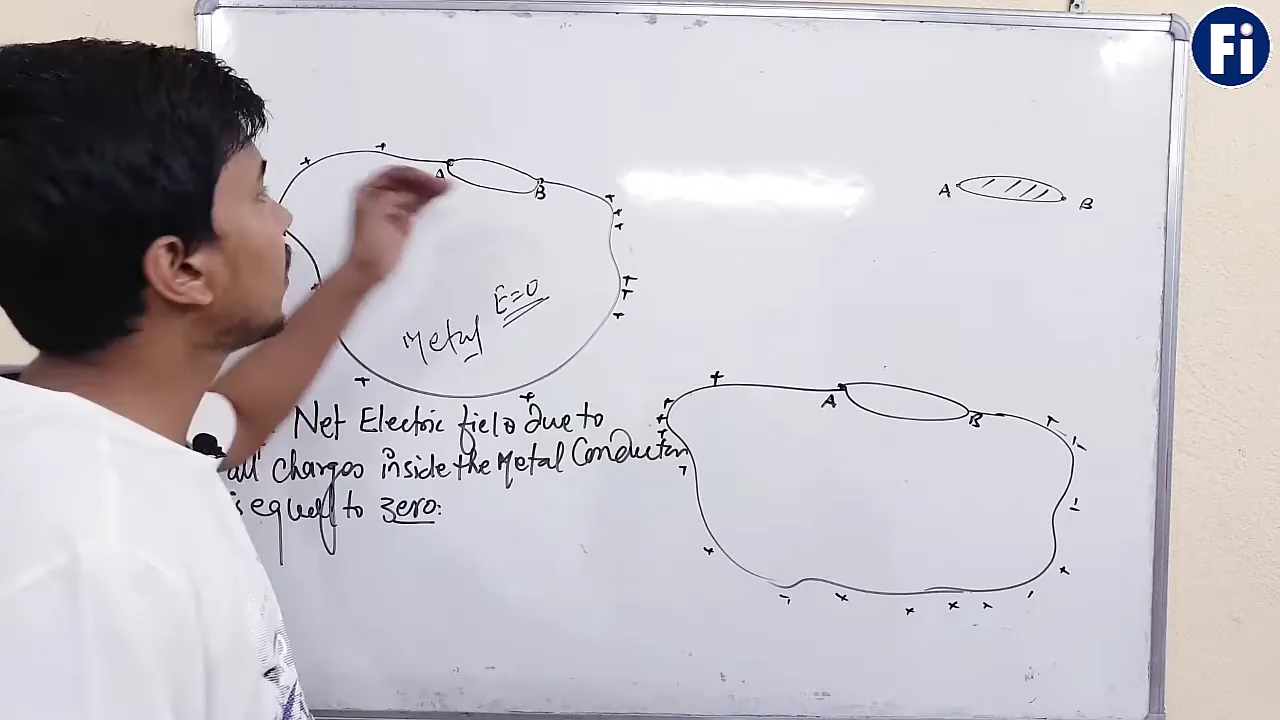 Fi
A
B
A
B
E=0
Metal
A
B
Net Electric field due to
all charges inside the Metal Conductor
is equal to zero: